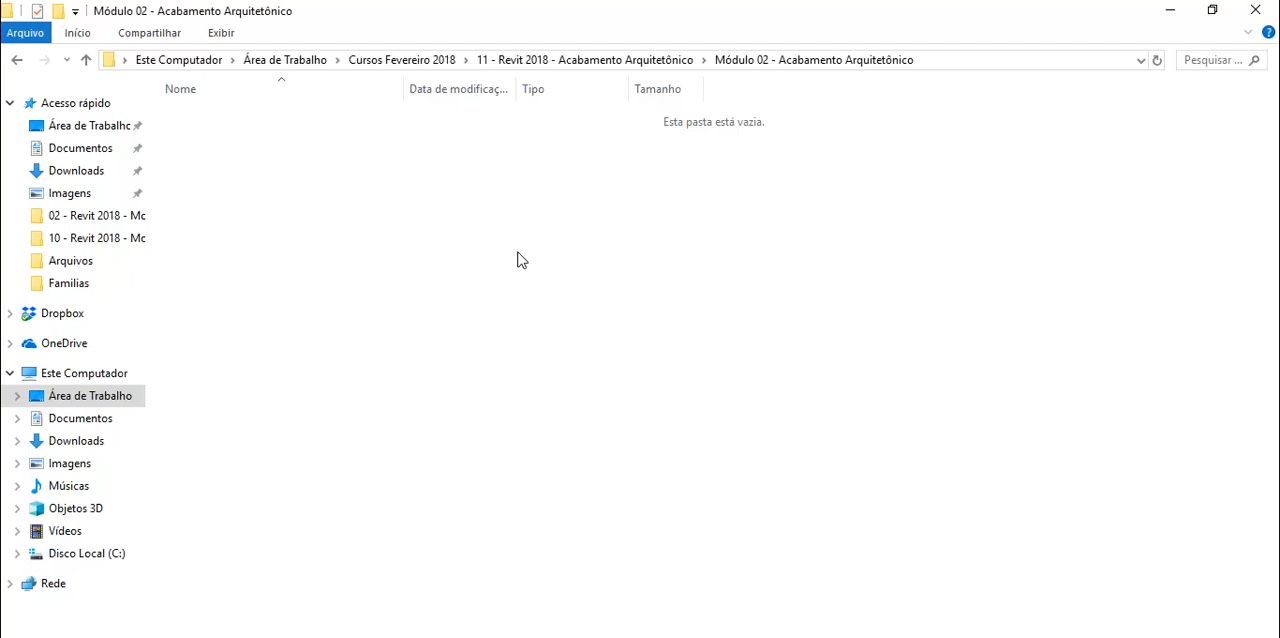 Módulo 02 - Acabamento Arquitetônico
Arquivo Início Compartilhar Exibir
Este Computador Área de Trabalho Cursos Fevereiro 2018 11 - Revit 2018 - Acabamento Arquitetônico Módulo 02 - Acabamento Arquitetônico Pesquisar ...
Nome Data de modificaç... Tipo Tamanho
Esta pasta está vazia.
Acesso rápido
Área de Trabalho
Documentos
Downloads
Imagens
02 - Revit 2018 - Mc
10 - Revit 2018 - Mc
Arquivos
Familias
Dropbox
OneDrive
Este Computador
Área de Trabalho
Documentos
Downloads
Imagens
Músicas
Objetos 3D
Vídeos
Disco Local (C:)
Rede